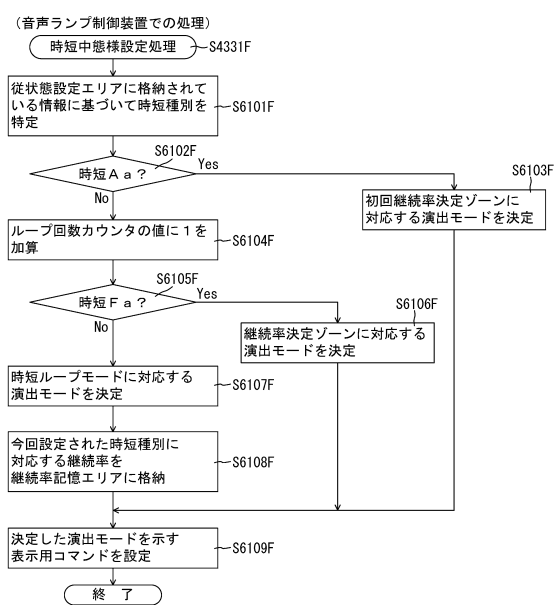 （音声ランプ制御装置での処理）
時短中態様設定処理
S4331F
従状態設定エリアに格納されて
いる情報に基づいて時短種別を
特定
S6101F
時短Ａａ？
S6102F
Yes
No
初回継続率決定ゾーンに
対応する演出モードを決定
S6103F
ループ回数カウンタの値に１を
加算
S6104F
時短Ｆａ？
S6105F
Yes
No
継続率決定ゾーンに対応する
演出モードを決定
S6106F
時短ループモードに対応する
演出モードを決定
S6107F
今回設定された時短種別に
対応する継続率を
継続率記憶エリアに格納
S6108F
決定した演出モードを示す
表示用コマンドを設定
S6109F
終 了